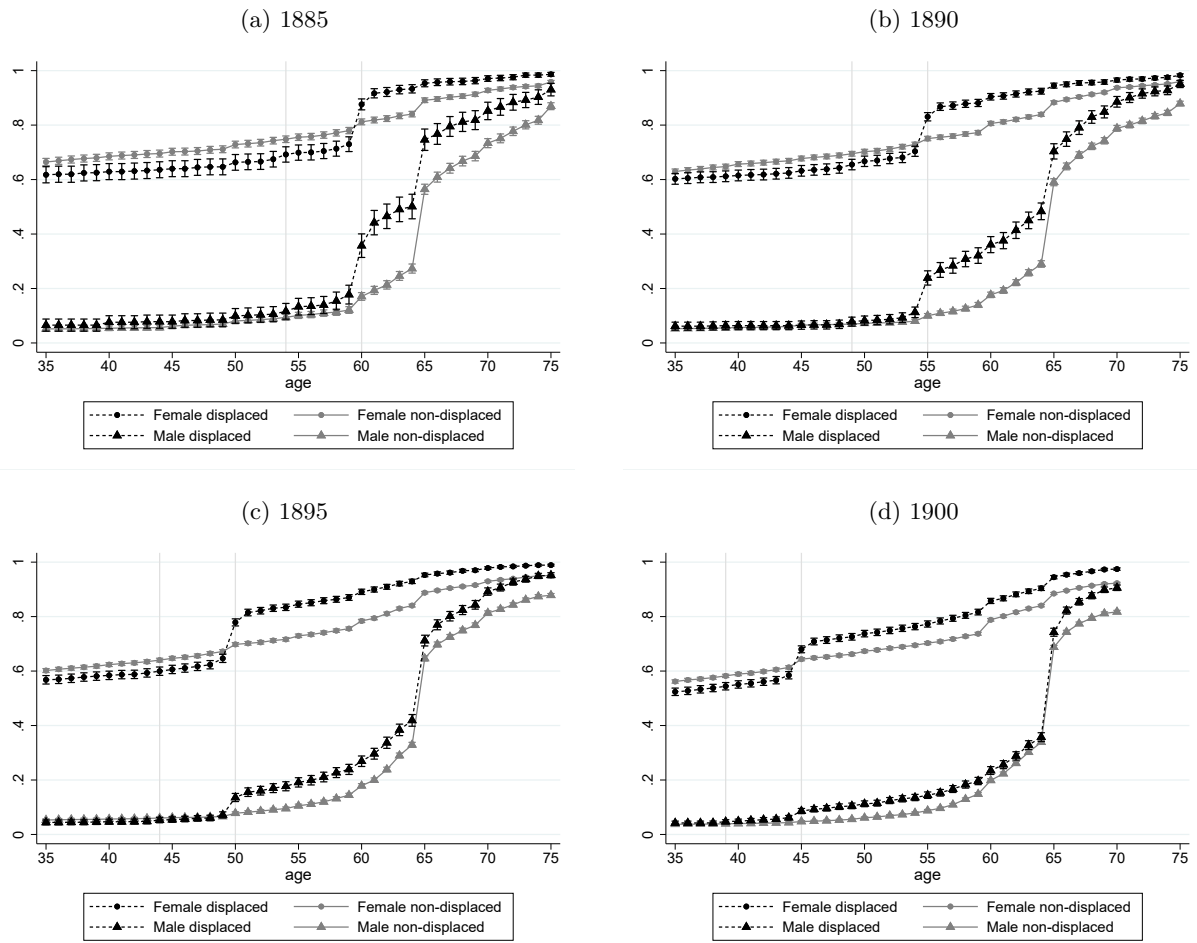 (a) 1885
1
.8
.6
.4
.2
0
35 40 45 50 55 60 65 70 75
age
Female displaced Female non-displaced
Male displaced Male non-displaced
(b) 1890
1
.8
.6
.4
.2
0
35 40 45 50 55 60 65 70 75
age
Female displaced Female non-displaced
Male displaced Male non-displaced
(c) 1895
1
.8
.6
.4
.2
0
35 40 45 50 55 60 65 70 75
age
Female displaced Female non-displaced
Male displaced Male non-displaced
(d) 1900
1
.8
.6
.4
.2
0
35 40 45 50 55 60 65 70 75
age
Female displaced Female non-displaced
Male displaced Male non-displaced